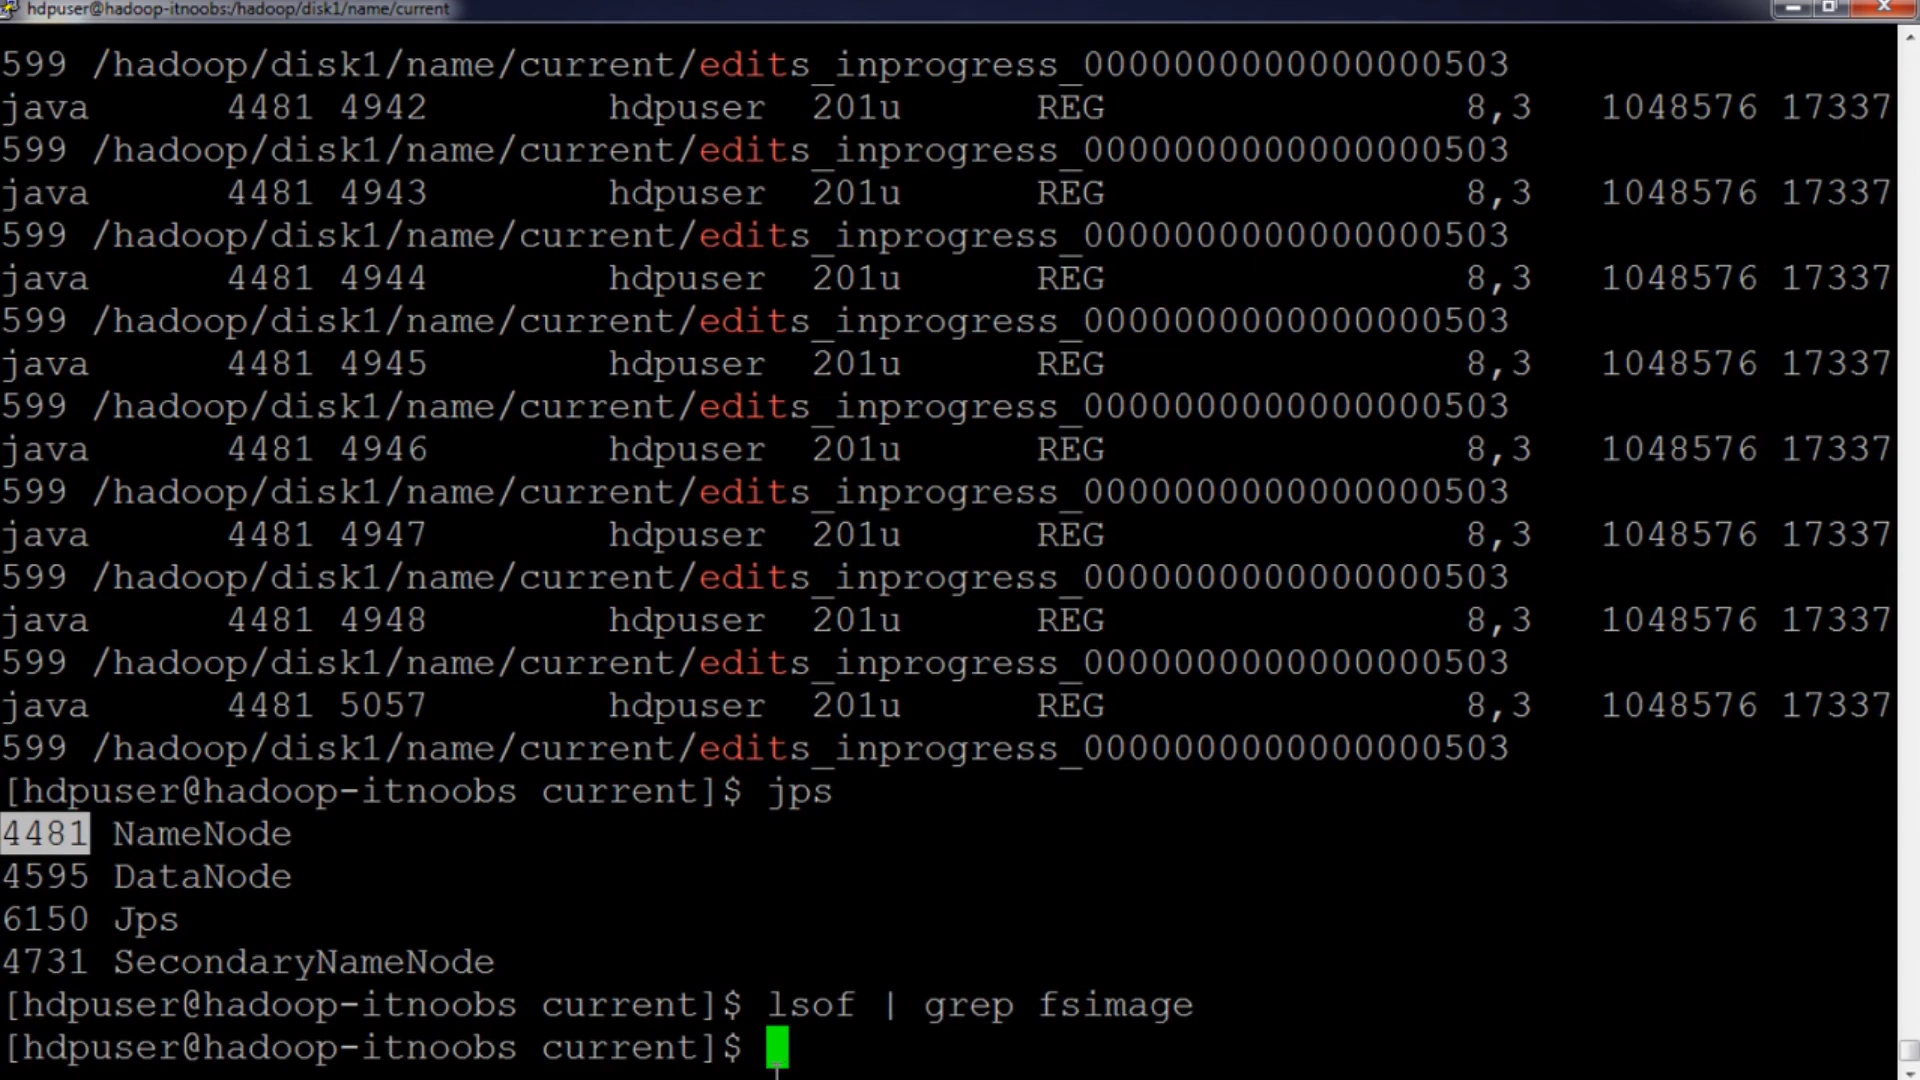 hdpuser@hadoop-itnoobs:/hadoop/disk1/name/current
599 /hadoop/disk1/name/current/edits_inprogress_0000000000000000503
java 4481 4942 hdpuser 201u REG 8,3 1048576 17337
599 /hadoop/disk1/name/current/edits_inprogress_0000000000000000503
java 4481 4943 hdpuser 201u REG 8,3 1048576 17337
599 /hadoop/disk1/name/current/edits_inprogress_0000000000000000503
java 4481 4944 hdpuser 201u REG 8,3 1048576 17337
599 /hadoop/disk1/name/current/edits_inprogress_0000000000000000503
java 4481 4945 hdpuser 201u REG 8,3 1048576 17337
599 /hadoop/disk1/name/current/edits_inprogress_0000000000000000503
java 4481 4946 hdpuser 201u REG 8,3 1048576 17337
599 /hadoop/disk1/name/current/edits_inprogress_0000000000000000503
java 4481 4947 hdpuser 201u REG 8,3 1048576 17337
599 /hadoop/disk1/name/current/edits_inprogress_0000000000000000503
java 4481 4948 hdpuser 201u REG 8,3 1048576 17337
599 /hadoop/disk1/name/current/edits_inprogress_0000000000000000503
java 4481 5057 hdpuser 201u REG 8,3 1048576 17337
599 /hadoop/disk1/name/current/edits_inprogress_0000000000000000503
[hdpuser@hadoop-itnoobs current]$ jps
4481 NameNode
4595 DataNode
6150 Jps
4731 SecondaryNameNode
[hdpuser@hadoop-itnoobs current]$ lsof | grep fsimage
[hdpuser@hadoop-itnoobs current]$